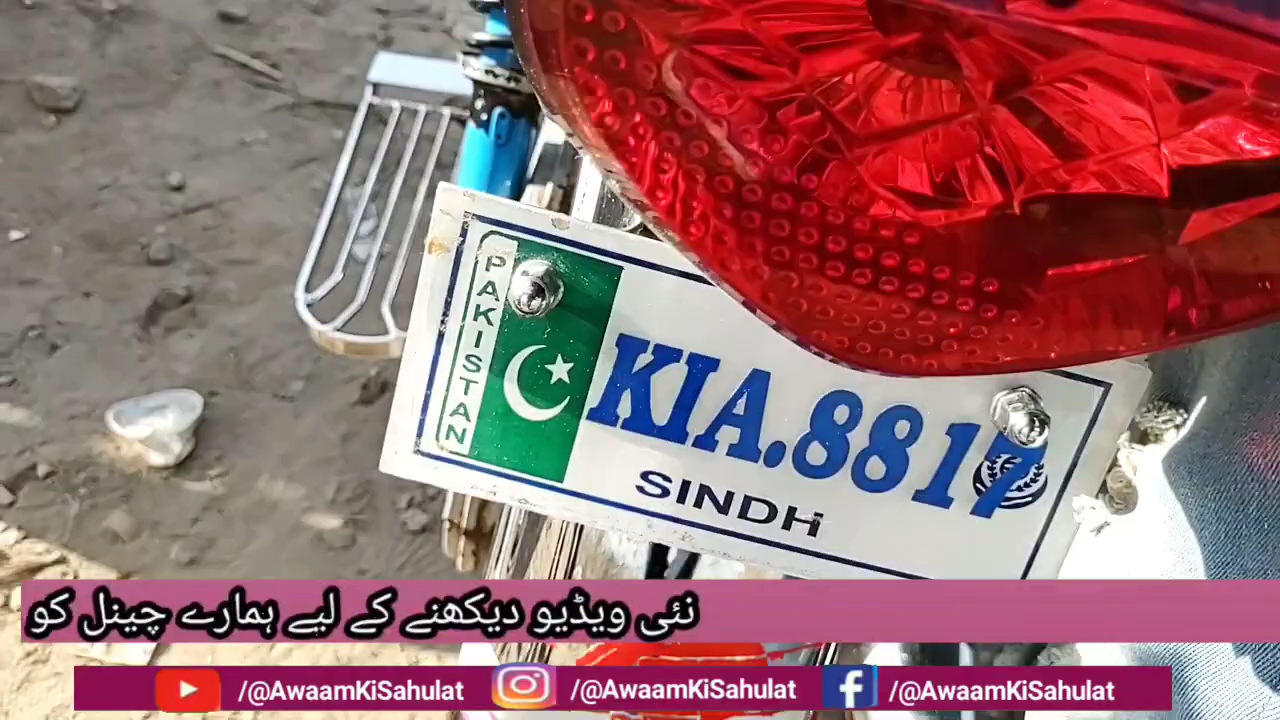 PAKISTAN
KIA.8817
SINDH
نئی ویڈیو دیکھنے کے لیے ہمارے چینل کو
/@AwaamKiSahulat /@AwaamKiSahulat /@AwaamKiSahulat